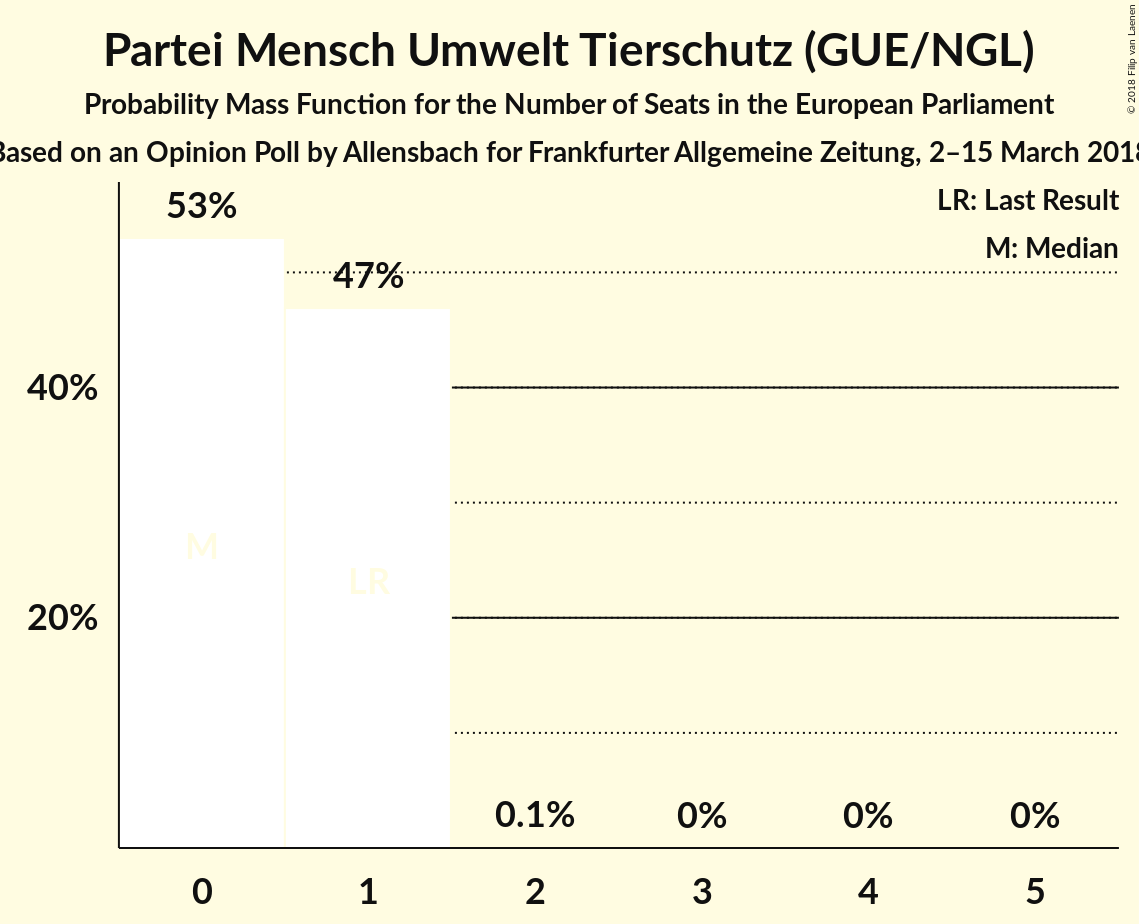 Partei Mensch Umwelt Tierschutz (GUE/NGL)
Probability Mass Function for the Number of Seats in the European Parliament
Based on an Opinion Poll by Allensbach for Frankfurter Allgemeine Zeitung, 2–15 March 2018
© 2018 Filip van Laenen
LR: Last Result
M: Median
53%
47%
40%
M
LR
20%
0.1%
0%
0%
0%
0
1
2
3
4
5